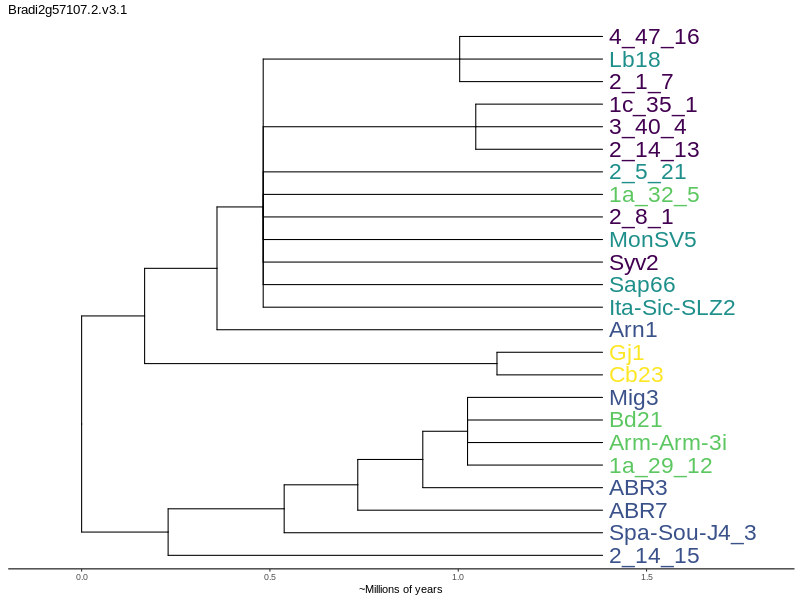 Bradi2g57107.2.v3.1
4_47_16
Lb18
2_1_7
1c_35_1
3_40_4
2_14_13
2_5_21
1a_32_5
2_8_1
MonSV5
Syv2
Sap66
Ita-Sic-SLZ2
Arn1
Gj1
Cb23
Mig3
Bd21
Arm-Arm-3i
1a_29_12
ABR3
ABR7
Spa-Sou-J4_3
2_14_15
0.0 0.5 1.0 1.5
~Millions of years